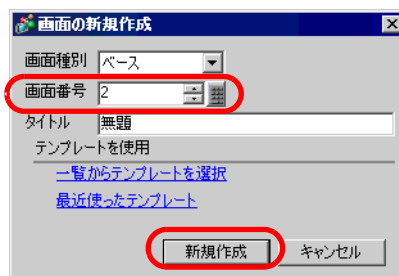 画面の新規作成
画面種別 ベース
画面番号 2
タイトル 無題
テンプレートを使用
一覧からテンプレートを選択
最近使ったテンプレート
新規作成 キャンセル